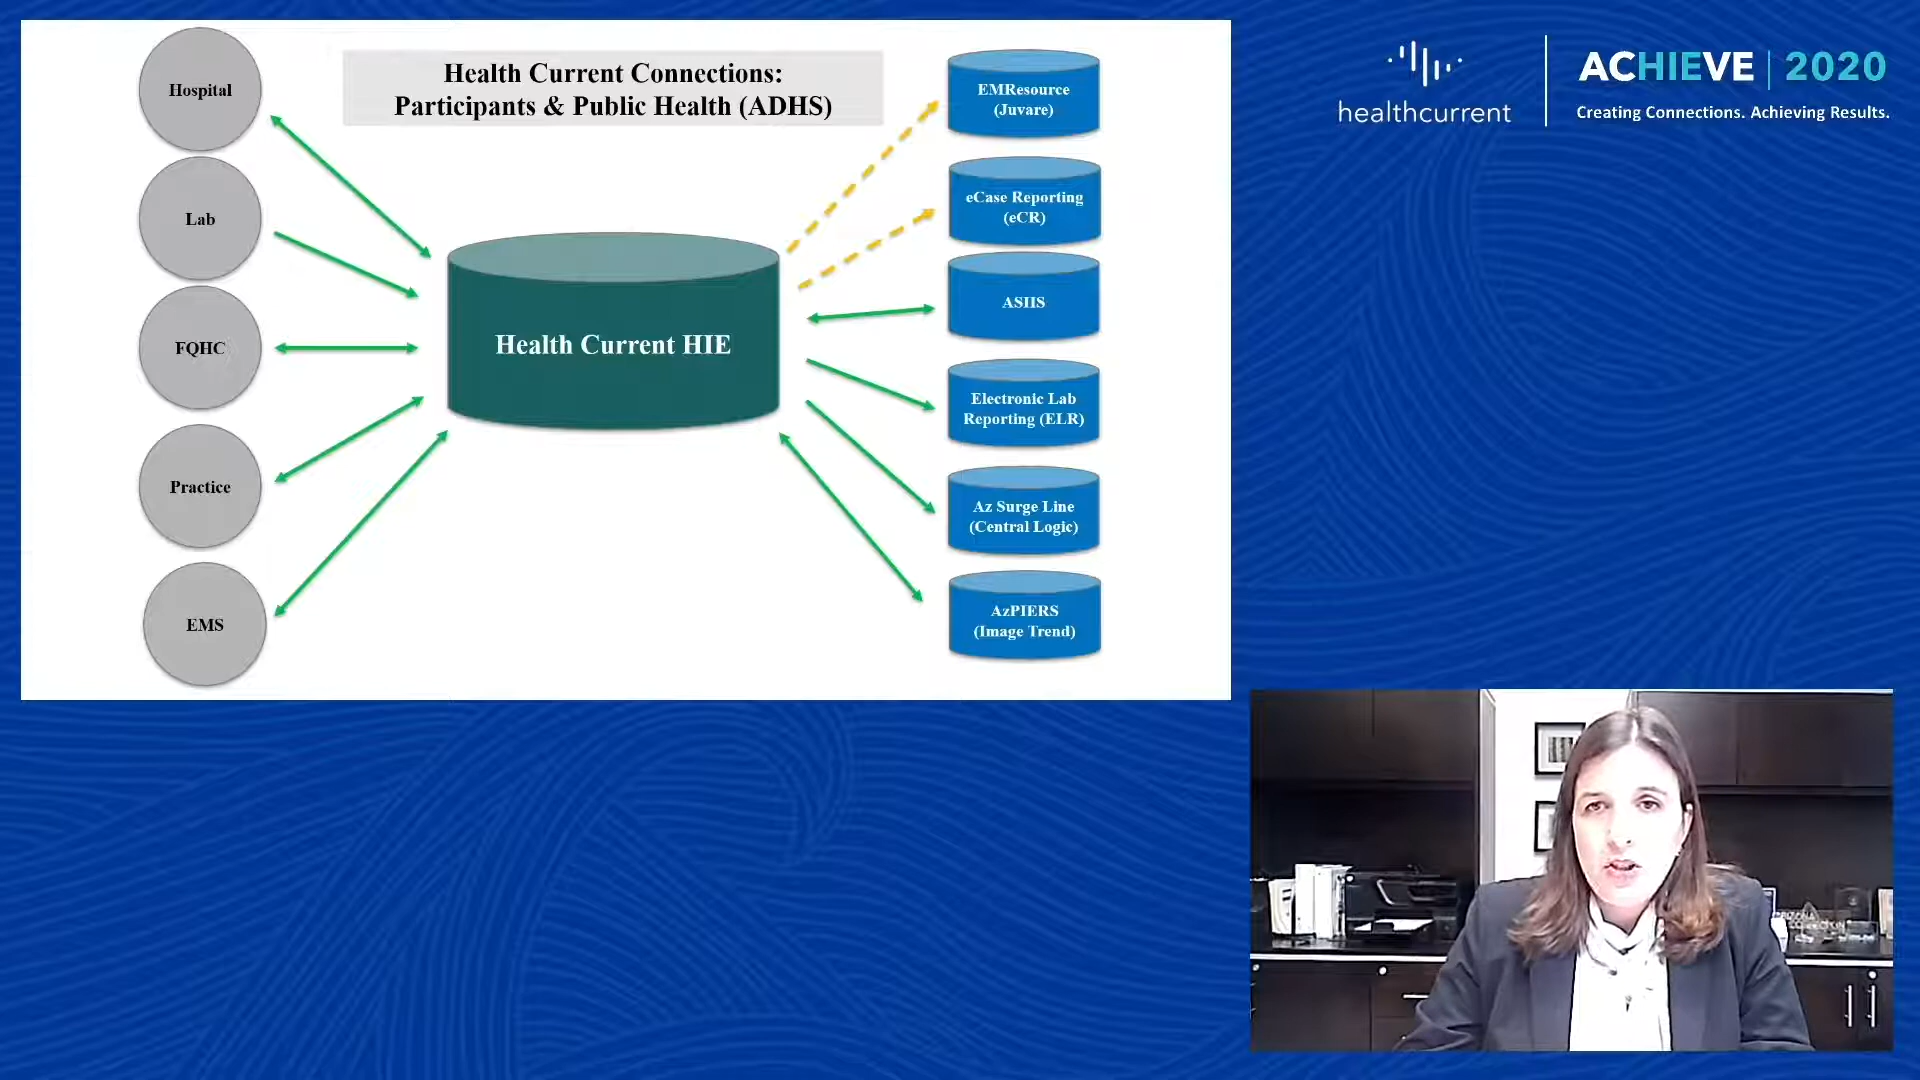 Health Current Connections:
Participants & Public Health (ADHS)
Hospital
Lab
FQHC
Practice
EMS
Health Current HIE
EMResource
(Juvare)
eCase Reporting
(eCR)
ASIIS
Electronic Lab
Reporting (ELR)
Az Surge Line
(Central Logic)
AzPIERS
(Image Trend)
healthcurrent
ACHIEVE | 2020
Creating Connections. Achieving Results.